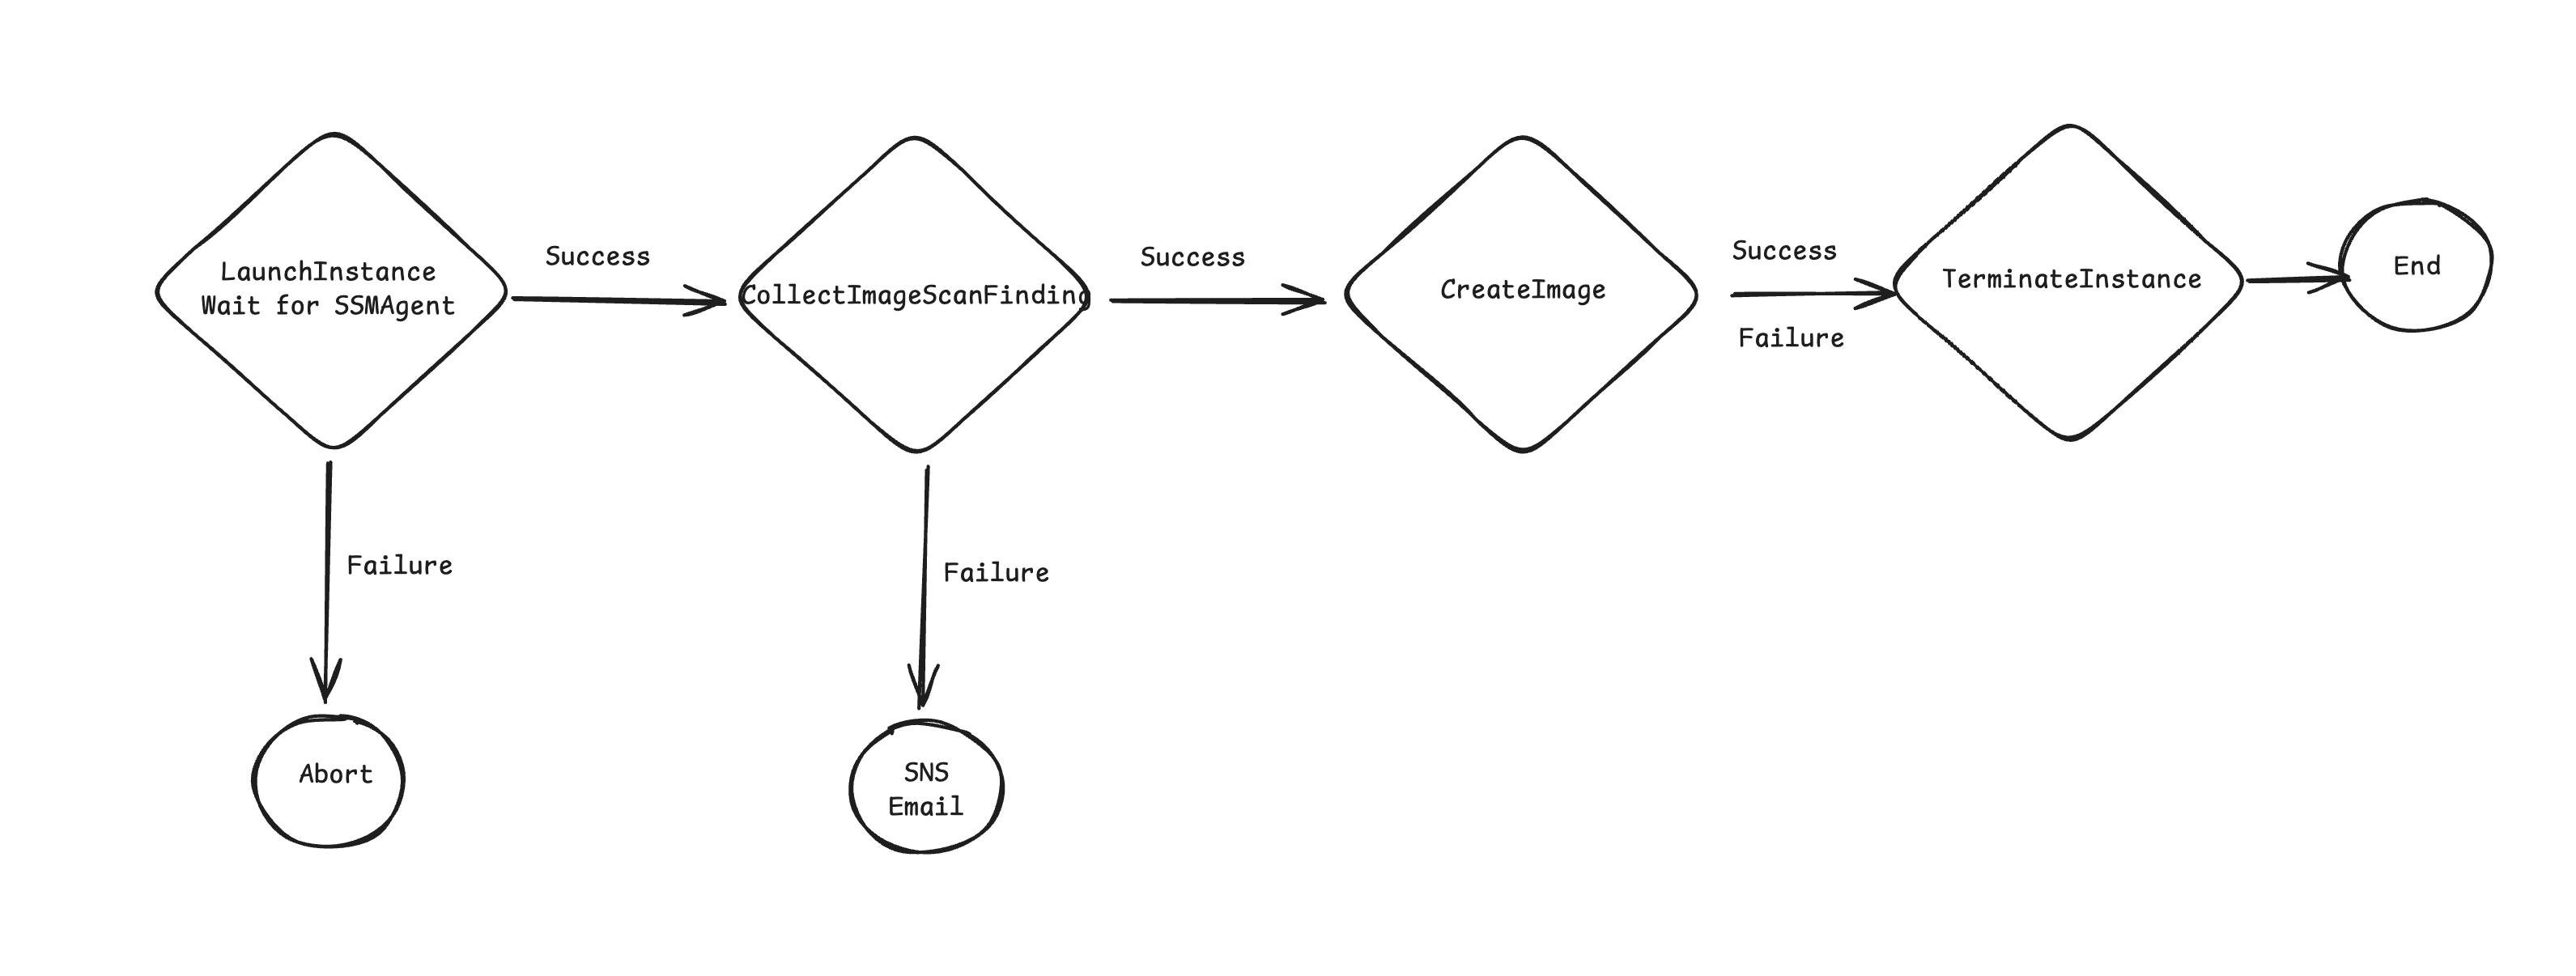 LaunchInstance
Wait for SSMAgent
Success
CollectImageScanFinding
Success
CreateImage
Success
Failure
TerminateInstance
End
Failure
Failure
Abort
SNS
Email